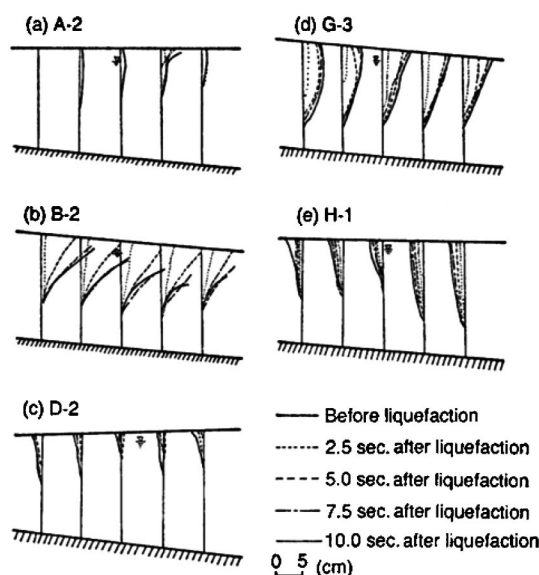 (a) A-2
(b) B-2
(c) D-2
(d) G-3
(e) H-1
Before liquefaction
2.5 sec. after liquefaction
5.0 sec. after liquefaction
7.5 sec. after liquefaction
10.0 sec. after liquefaction
0 5 (cm)